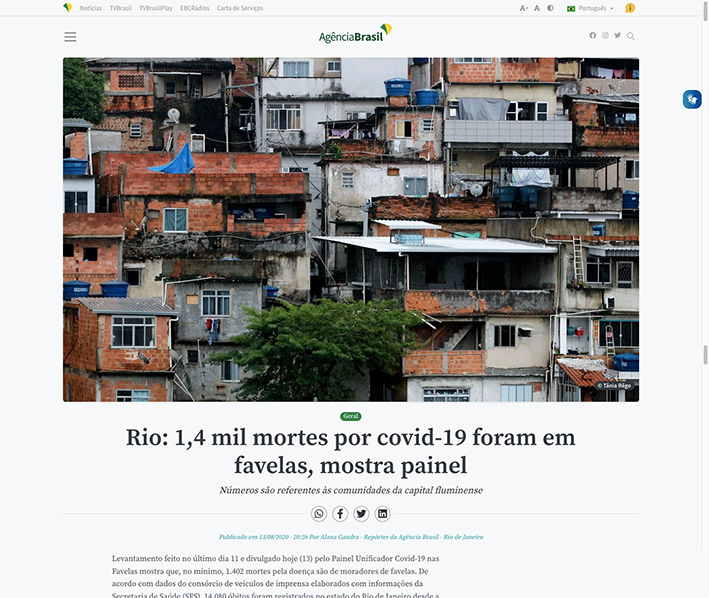 Notícias TVBrasil TVBrasilPlay EBCRádios Carta de Serviços A+ A- Português
AgênciaBrasil
© Tânia Rêgo
Geral
Rio: 1,4 mil mortes por covid-19 foram em
favelas, mostra painel
Números são referentes às comunidades da capital fluminense
Publicado em 13/08/2020 - 20:26 Por Alana Gandra - Repórter da Agência Brasil - Rio de Janeiro
Levantamento feito no último dia 11 e divulgado hoje (13) pelo Painel Unificador Covid-19 nas
Favelas mostra que, no mínimo, 1.402 mortes pela doença são de moradores de favelas. De
acordo com dados do consórcio de veículos de imprensa elaborados com informações da
Secretaria de Saúde (SES), 14.080 óbitos foram registrados no estado do Rio de Janeiro desde a